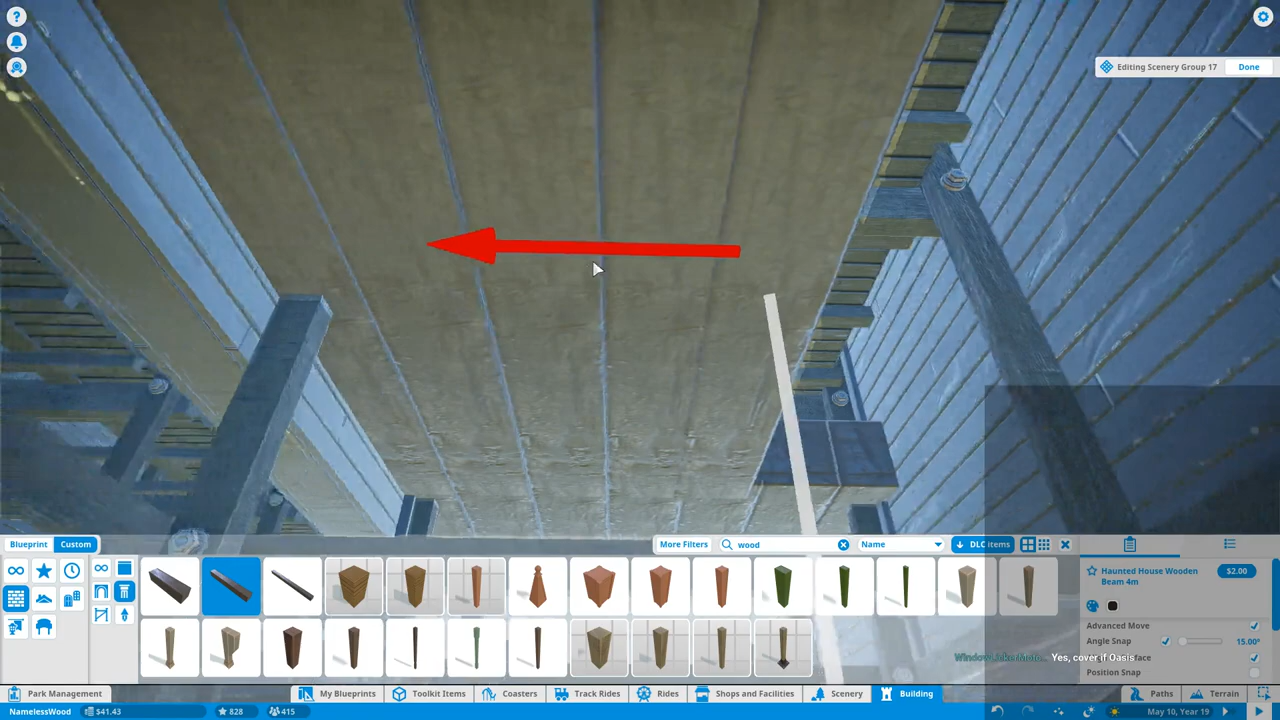 Editing Scenery Group 17
Done
Blueprint
Custom
More Filters
wood
Name
DLC Items
Haunted House Wooden
Beam 4m
$2.00
Advanced Move
Angle Snap
15.00°
Position Snap
Yes, cover if Oasis
Park Management
My Blueprints
Toolkit Items
Coasters
Track Rides
Rides
Shops and Facilities
Scenery
Building
Paths
Terrain
NamelessWood
$41.43
828
415
May 10, Year 19